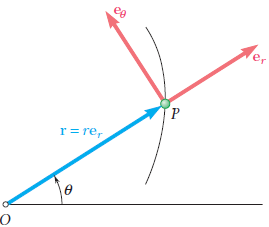 e_θ
e_r
P
r = re_r
θ
O